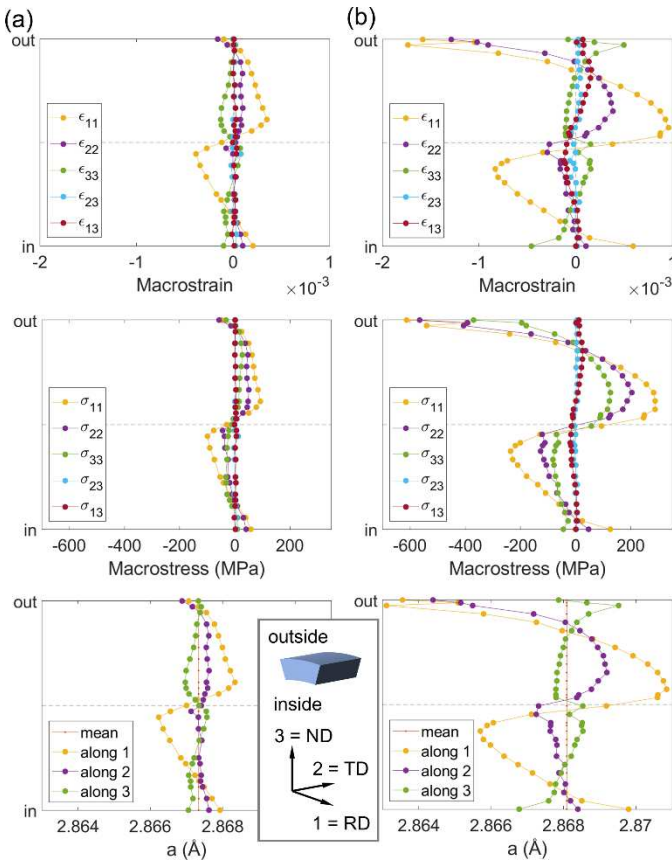 (a)
(b)
out
in
ϵ11
ϵ22
ϵ33
ϵ23
ϵ13
-2
-1
0
1
Macrostrain
×10-3
out
in
ϵ11
ϵ22
ϵ33
ϵ23
ϵ13
-2
-1
0
1
Macrostrain
×10-3
out
in
σ11
σ22
σ33
σ23
σ13
-600
-400
-200
0
200
Macrostress (MPa)
out
in
σ11
σ22
σ33
σ23
σ13
-600
-400
-200
0
200
Macrostress (MPa)
out
in
mean
along 1
along 2
along 3
2.864
2.866
2.868
a (Å)
outside
inside
3 = ND
2 = TD
1 = RD
out
in
mean
along 1
along 2
along 3
2.864
2.866
2.868
2.87
a (Å)